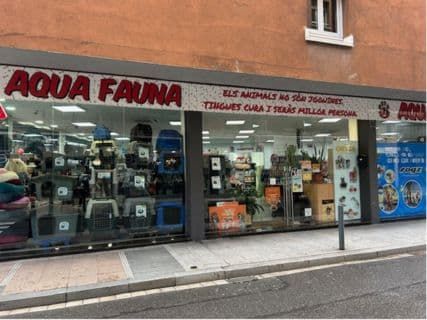 AQUA FAUNA
ELS ANIMALS NO SÓN JOGUINES.
TINGUES CURA I SERÀS MILLOR PERSONA.
AQUA